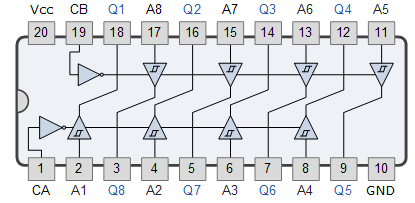 Vcc CB Q1 A8 Q2 A7 Q3 A6 Q4 A5
20 19 18 17 16 15 14 13 12 11
1 2 3 4 5 6 7 8 9 10
CA A1 Q8 A2 Q7 A3 Q6 A4 Q5 GND